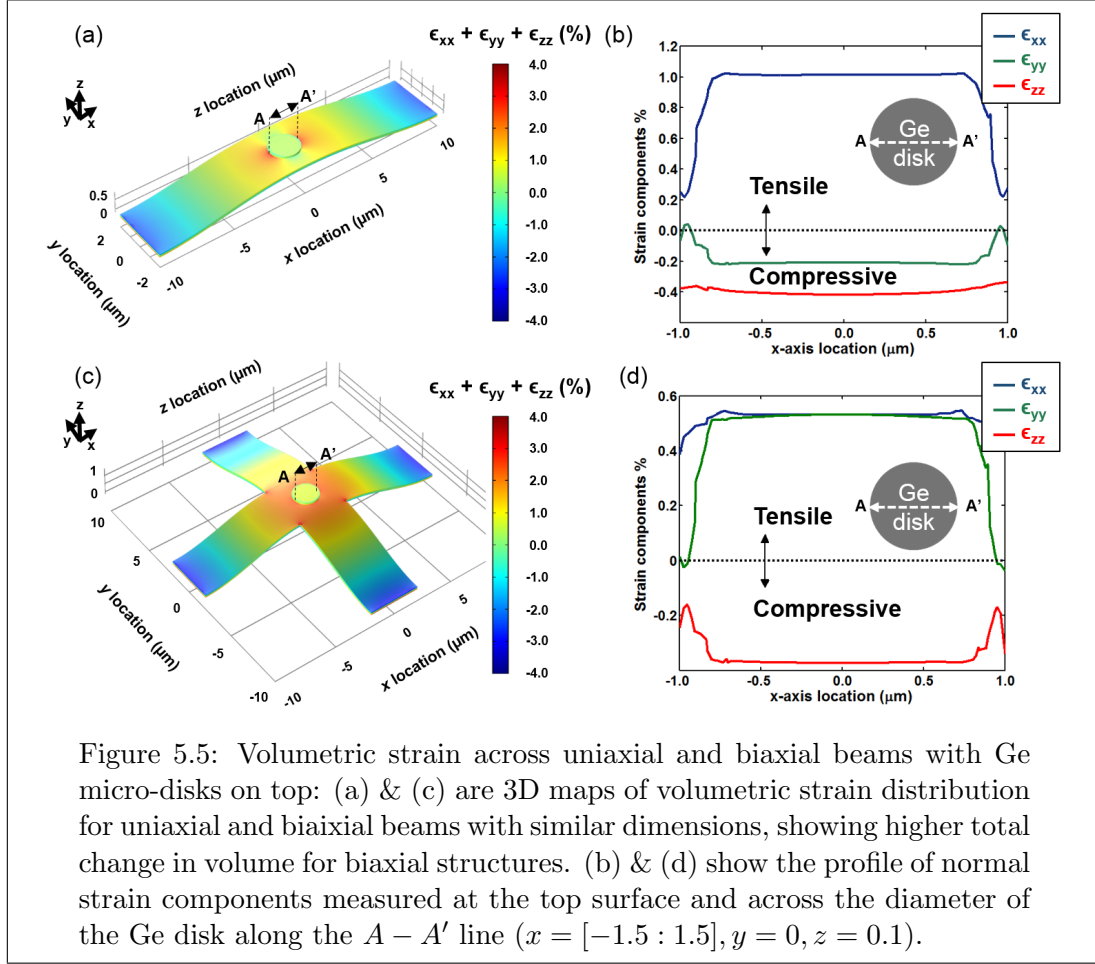 (a)
ϵxx + ϵyy + ϵzz (%)
z location (µm)
z
y
x
A
A'
4.0
3.0
2.0
1.0
0.0
-1.0
-2.0
-3.0
-4.0
0.5
0
2
0
-2
y location (µm)
-10
-5
0
5
10
x location (µm)
(b)
ϵxx
ϵyy
ϵzz
Strain components %
1.2
1.0
0.8
0.6
0.4
0.2
0.0
-0.2
-0.4
A
Ge
disk
A'
Tensile
Compressive
-1.0
-0.5
0.0
0.5
1.0
x-axis location (µm)
(c)
ϵxx + ϵyy + ϵzz (%)
z location (µm)
z
y
x
A
A'
4.0
3.0
2.0
1.0
0.0
-1.0
-2.0
-3.0
-4.0
1
0
10
5
0
-5
-10
y location (µm)
-10
-5
0
5
x location (µm)
(d)
ϵxx
ϵyy
ϵzz
Strain components %
0.6
0.4
0.2
0
-0.2
A
Ge
disk
A'
Tensile
Compressive
-1.0
-0.5
0.0
0.5
1.0
x-axis location (µm)
Figure 5.5: Volumetric strain across uniaxial and biaxial beams with Ge
micro-disks on top: (a) & (c) are 3D maps of volumetric strain distribution
for uniaxial and biaixial beams with similar dimensions, showing higher total
change in volume for biaxial structures. (b) & (d) show the profile of normal
strain components measured at the top surface and across the diameter of
the Ge disk along the A − A′ line (x = [−1.5 : 1.5], y = 0, z = 0.1).